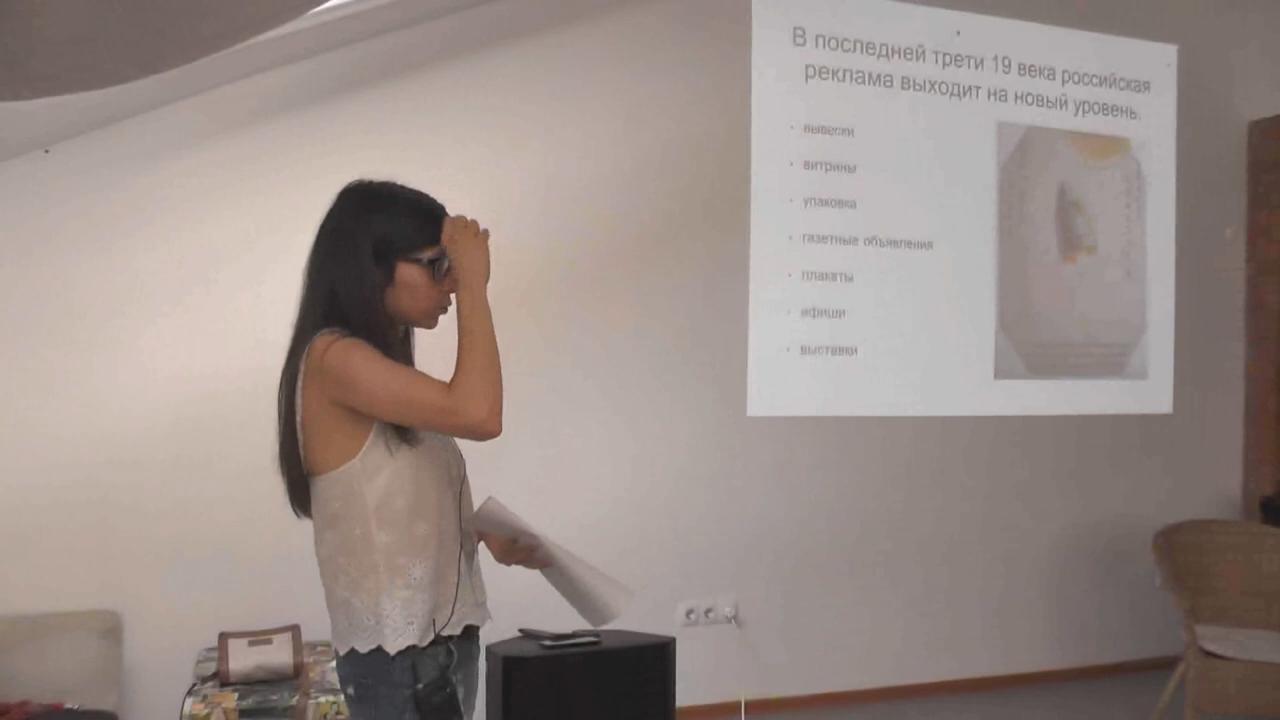 В последней трети 19 века российская
реклама выходит на новый уровень.
• вывески
• витрины
• упаковка
• газетные объявления
• плакаты
• афиши
• выставки